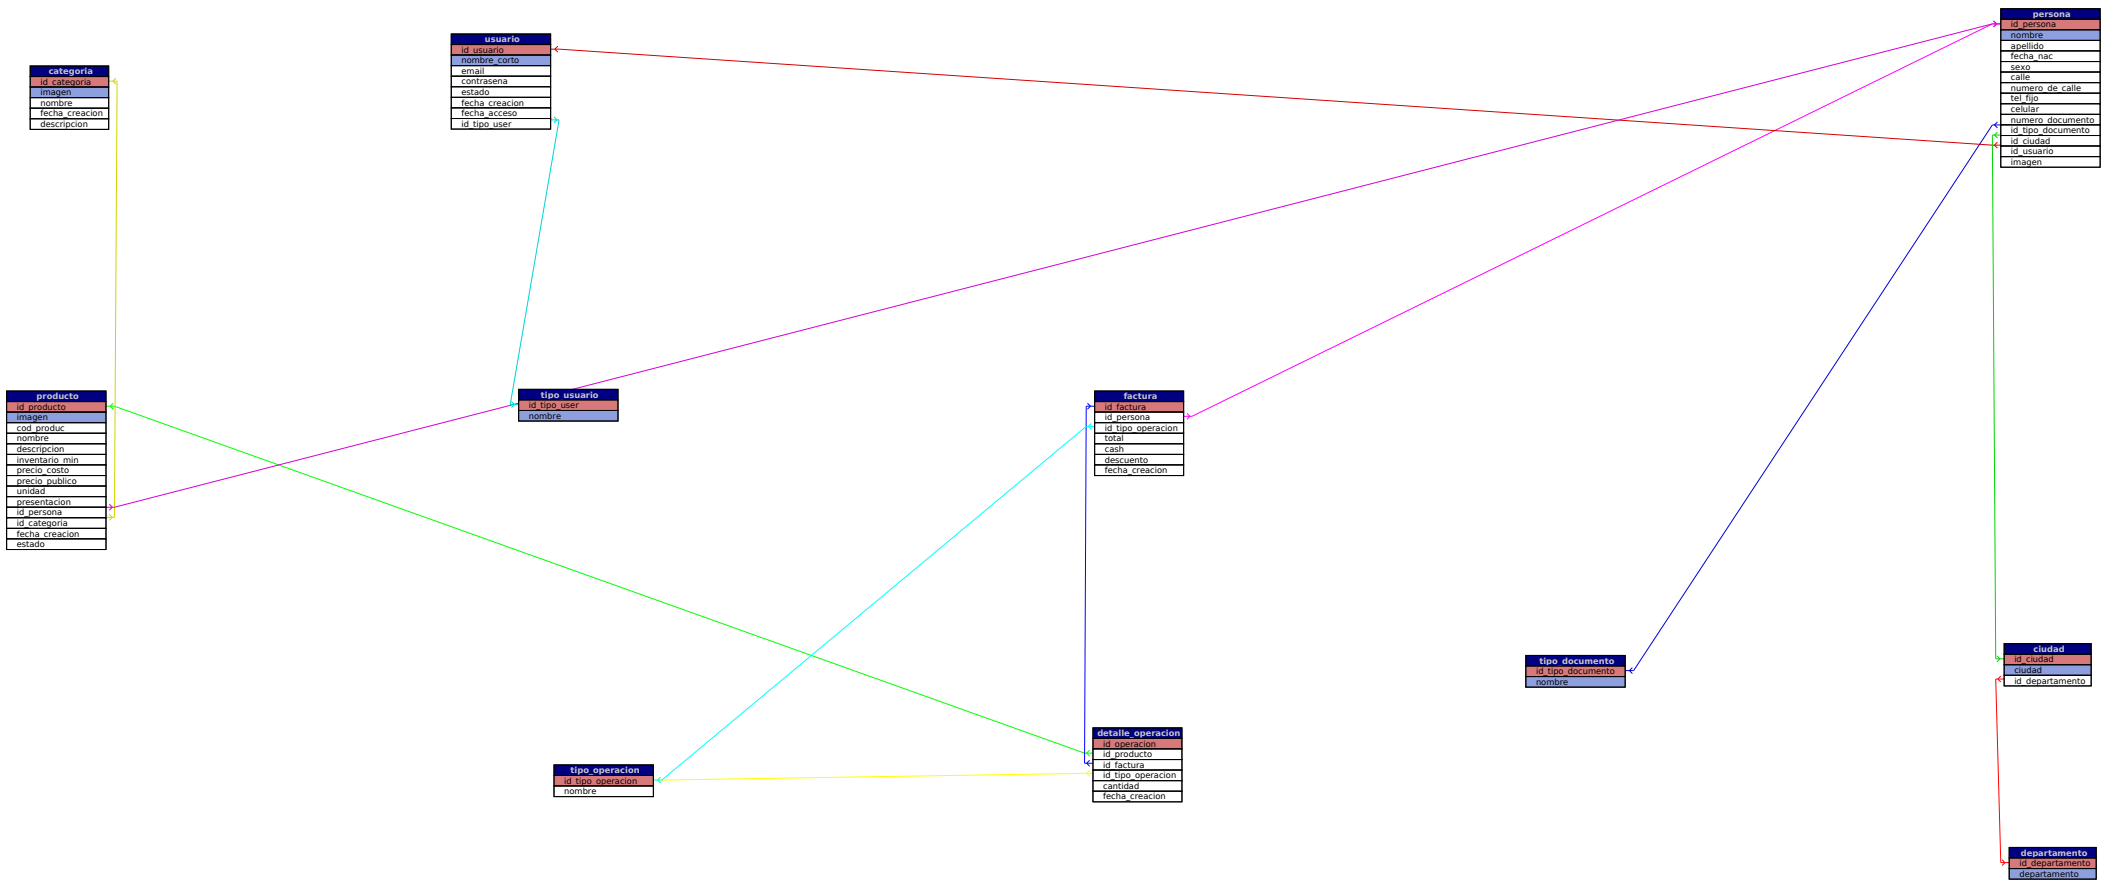 persona
id_persona
nombre
apellido
fecha_nac
sexo
calle
numero_de_calle
tel_fijo
celular
numero_documento
id_tipo_documento
id_ciudad
id_usuario
imagen
usuario
id_usuario
nombre_corto
email
contrasena
estado
fecha_creacion
fecha_acceso
id_tipo_user
categoria
id_categoria
imagen
nombre
fecha_creacion
descripcion
producto
id_producto
imagen
cod_produc
nombre
descripcion
inventario_min
precio_costo
precio_publico
unidad
presentacion
id_persona
id_categoria
fecha_creacion
estado
tipo_usuario
id_tipo_user
nombre
factura
id_factura
id_persona
id_tipo_operacion
total
cash
descuento
fecha_creacion
tipo_documento
id_tipo_documento
nombre
ciudad
id_ciudad
ciudad
id_departamento
detalle_operacion
id_operacion
id_producto
id_factura
id_tipo_operacion
cantidad
fecha_creacion
tipo_operacion
id_tipo_operacion
nombre
departamento
id_departamento
departamento